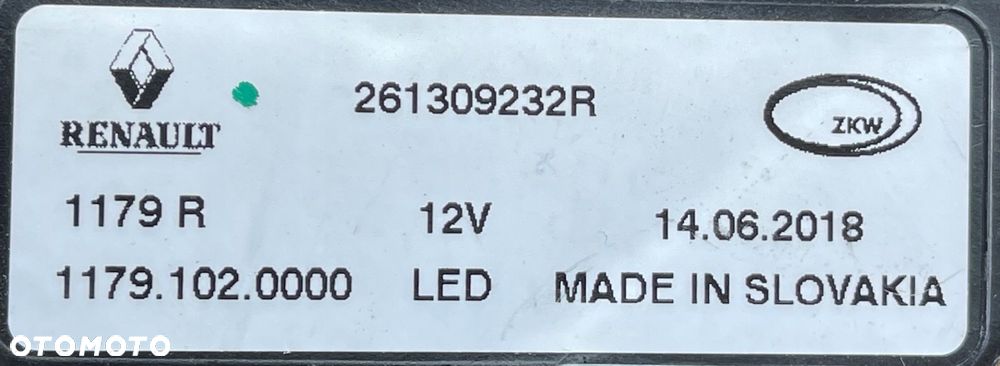 RENAULT
261309232R
ZKW
1179 R
12V
14.06.2018
1179.102.0000
LED
MADE IN SLOVAKIA
OTOMOTO